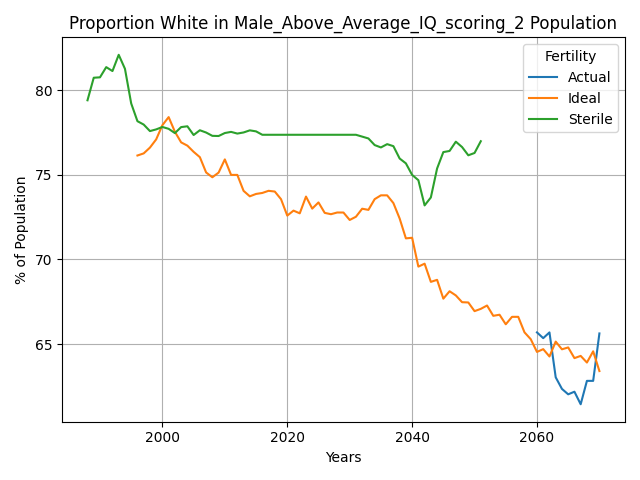 Proportion White in Male_Above_Average_IQ_scoring_2 Population
% of Population
80
75
70
65
Fertility
Actual
Ideal
Sterile
2000
2020
2040
2060
Years